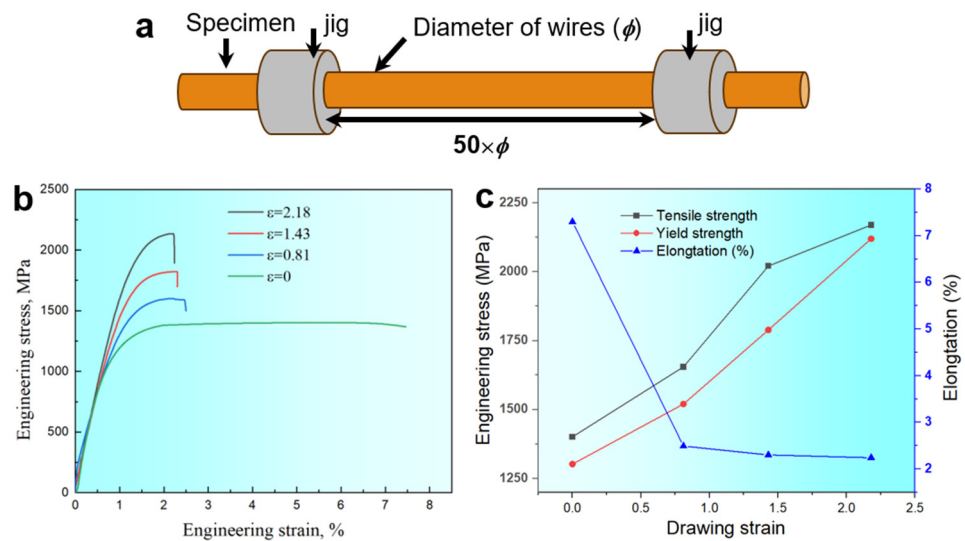 a
Specimen
jig
Diameter of wires (ϕ)
jig
50×ϕ
b
2500
2000
1500
1000
500
0
Engineering stress, MPa
ε=2.18
ε=1.43
ε=0.81
ε=0
0 1 2 3 4 5 6 7 8
Engineering strain, %
c
2250
2000
1750
1500
1250
Engineering stress (MPa)
Tensile strength
Yield strength
Elongtation (%)
8
7
6
5
4
3
2
Elongtation (%)
0.0 0.5 1.0 1.5 2.0 2.5
Drawing strain